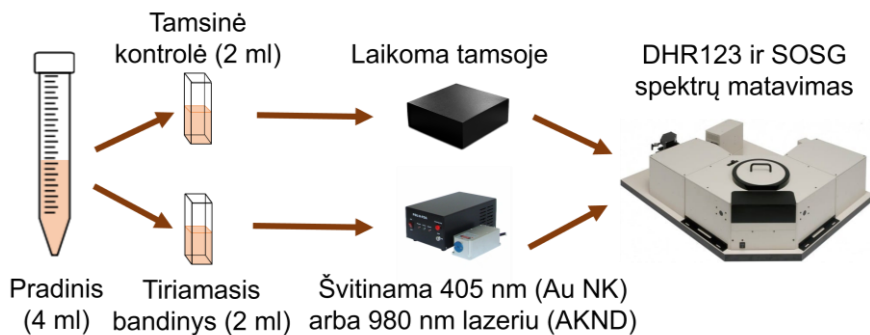 Tamsinė
kontrolė (2 ml)
Laikoma tamsoje
DHR123 ir SOSG
spektrų matavimas
Pradinis
(4 ml)
Tiriamasis
bandinys (2 ml)
Švitinama 405 nm (Au NK)
arba 980 nm lazeriu (AKND)